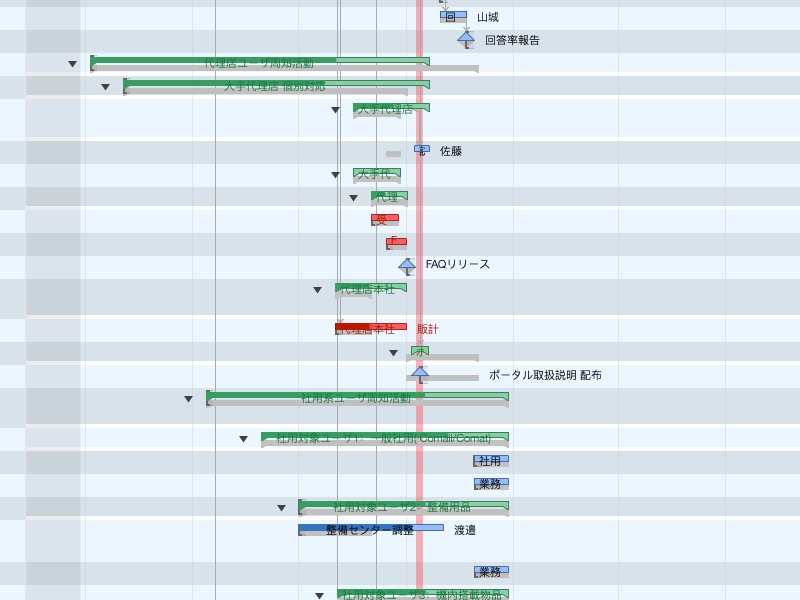 回 山城
回答率報告
代理店ユーザ周知活動
大手代理店 個別対応
大手代理店
佐藤
大手代
代理
受
FAQリリース
代理店本社
代理店本社 販計
ポ
ポータル取扱説明 配布
社用系ユーザ周知活動
社用対象ユーザ1: 一般社用( Comail/Comat)
社用
業務
社用対象ユーザ2: 整備用品
整備センター調整 渡邉
業務
社用対象ユーザ3: 機内搭載物品